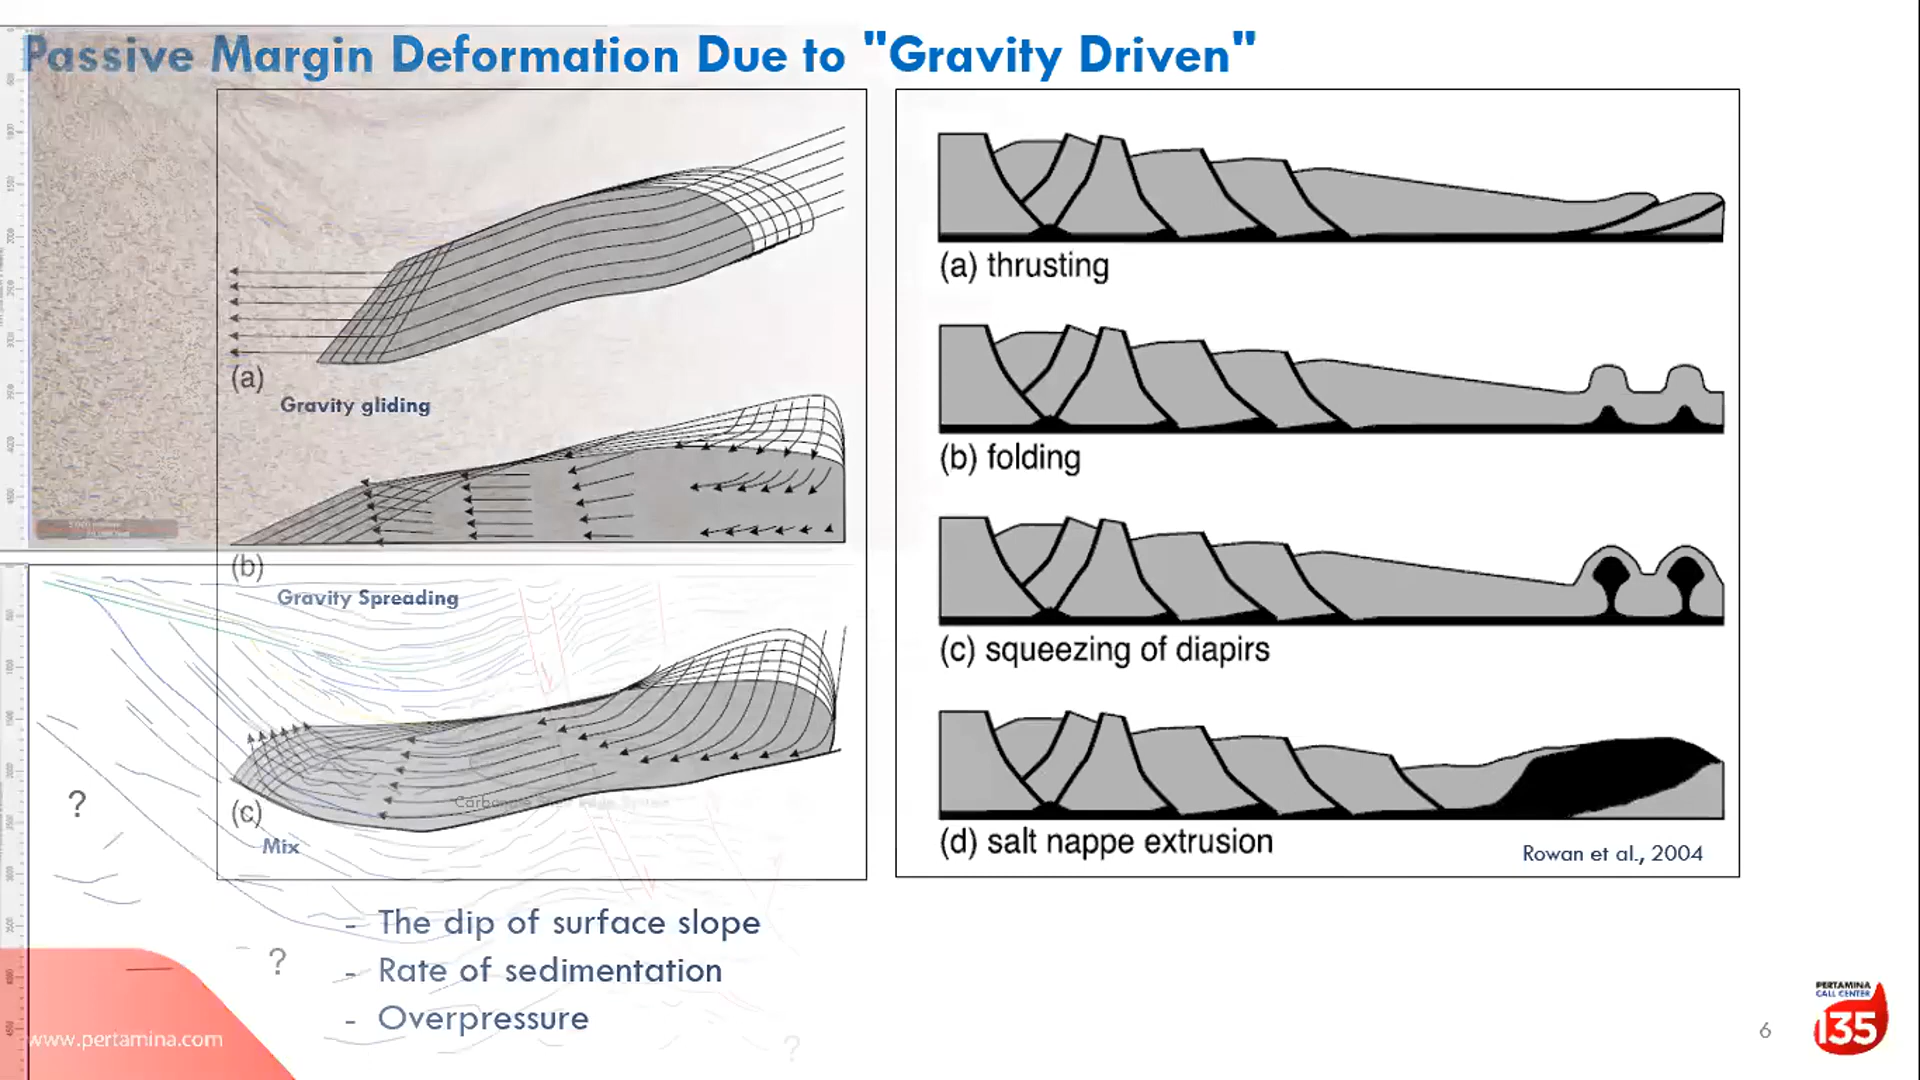 Passive Margin Deformation Due to "Gravity Driven"
(a)
Gravity gliding
(b)
Gravity Spreading
(c)
Mix
(a) thrusting
(b) folding
(c) squeezing of diapirs
(d) salt nappe extrusion
Rowan et al., 2004
?
?
?
?
- The dip of surface slope
- Rate of sedimentation
- Overpressure
www.pertamina.com
6
PERTAMINA
CALL CENTER
135